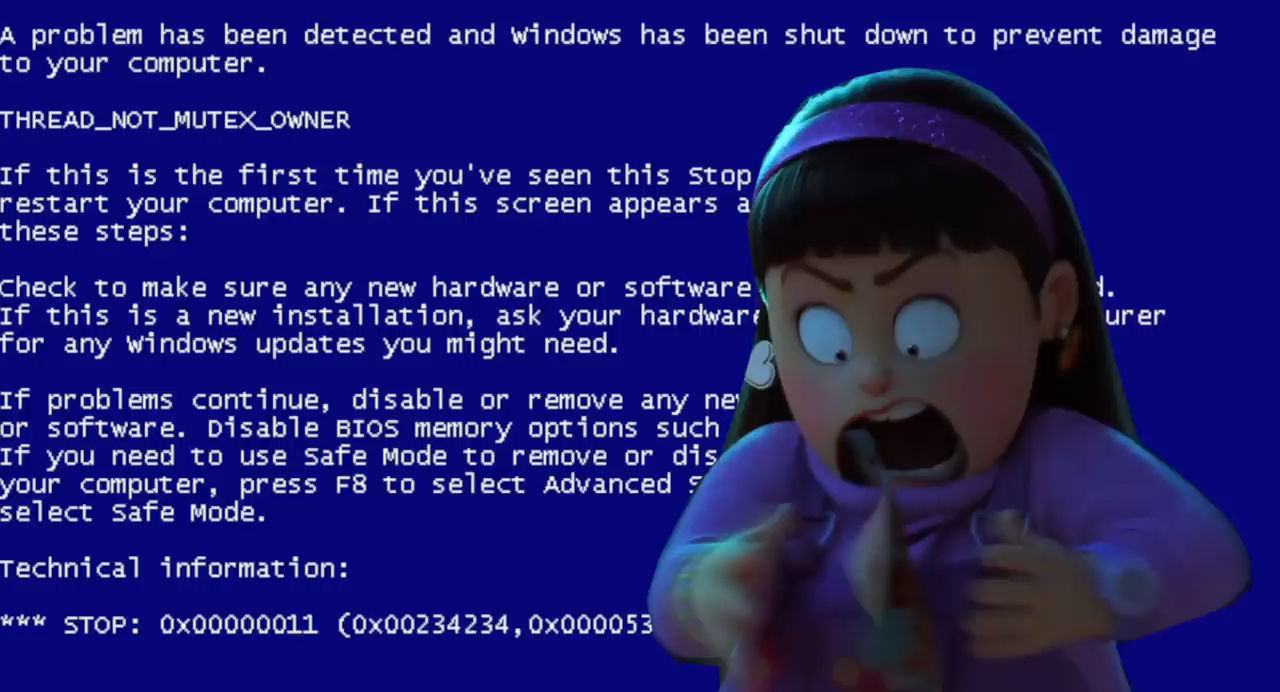 A problem has been detected and Windows has been shut down to prevent damage
to your computer.
THREAD_NOT_MUTEX_OWNER
If this is the first time you've seen this Stop
restart your computer. If this screen appears a
these steps:
Check to make sure any new hardware or software d.
If this is a new installation, ask your hardware urer
for any Windows updates you might need.
If problems continue, disable or remove any new
or software. Disable BIOS memory options such
If you need to use Safe Mode to remove or dis
your computer, press F8 to select Advanced S
select Safe Mode.
Technical information:
*** STOP: 0x00000011 (0x00234234,0x000053